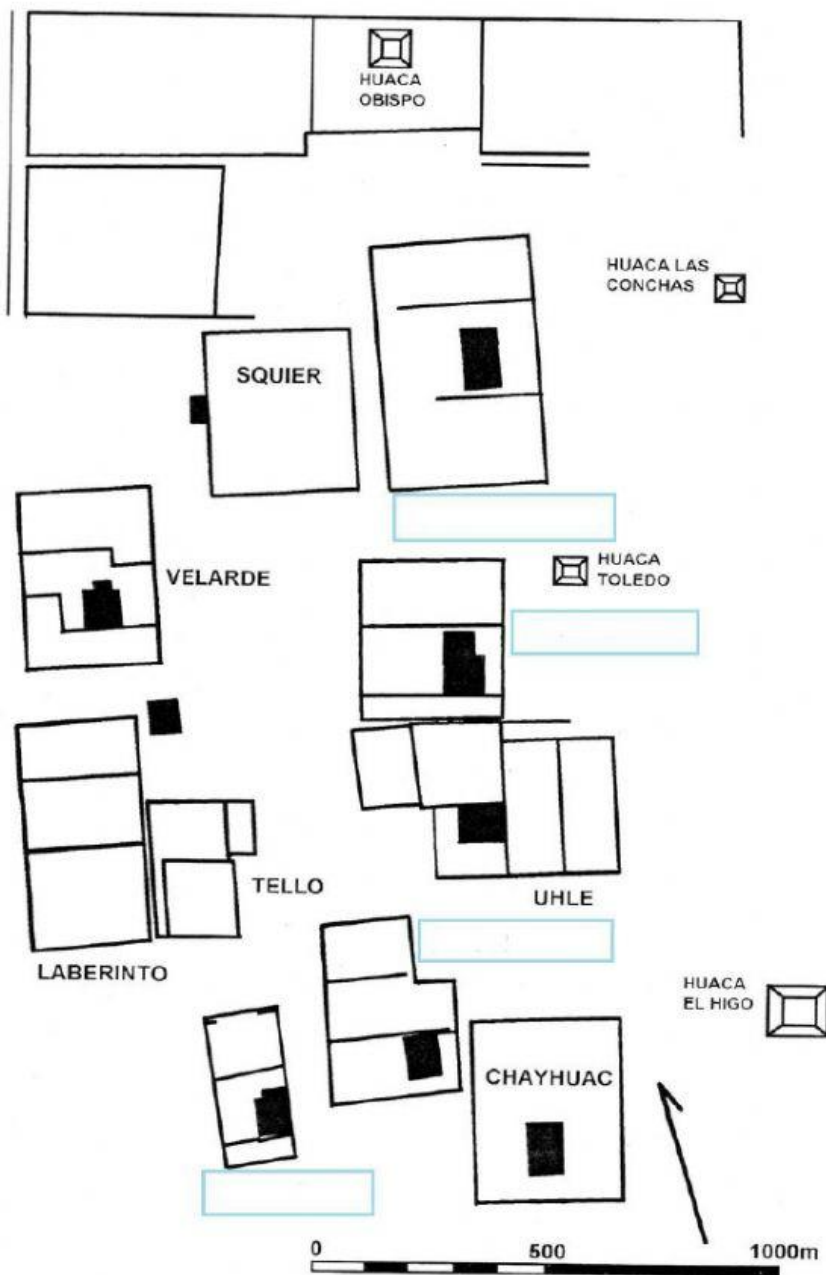 HUACA
OBISPO
HUACA LAS
CONCHAS
SQUIER
VELARDE
HUACA
TOLEDO
TELLO
UHLE
LABERINTO
HUACA
EL HIGO
CHAYHUAC
0 500 1000m